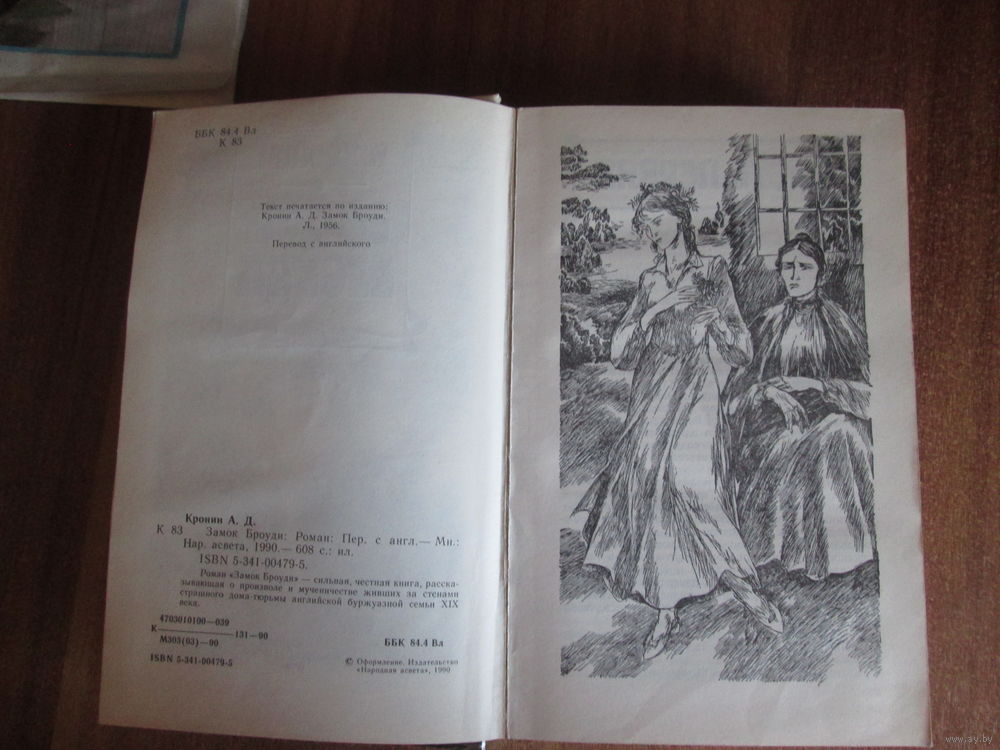 ББК 84.4 Вл
К 83
Текст печатается по изданию:
Кронин А. Д. Замок Броуди.
Л., 1956.
Перевод с английского
Кронин А. Д.
К 83 Замок Броуди: Роман: Пер. с англ.— Мн.:
Нар. асвета, 1990.— 608 с.: ил.
ISBN 5-341-00479-5.
Роман «Замок Броуди» — сильная, честная книга, расска-
зывающая о произволе и мученичестве живших за стенами
страшного дома-тюрьмы английской буржуазной семьи XIX
века.
4703010100—039
К———131—90
М303(03)—90
ББК 84.4 Вл
ISBN 5-341-00479-5
© Оформление. Издательство
«Народная асвета», 1990
www.ay.by